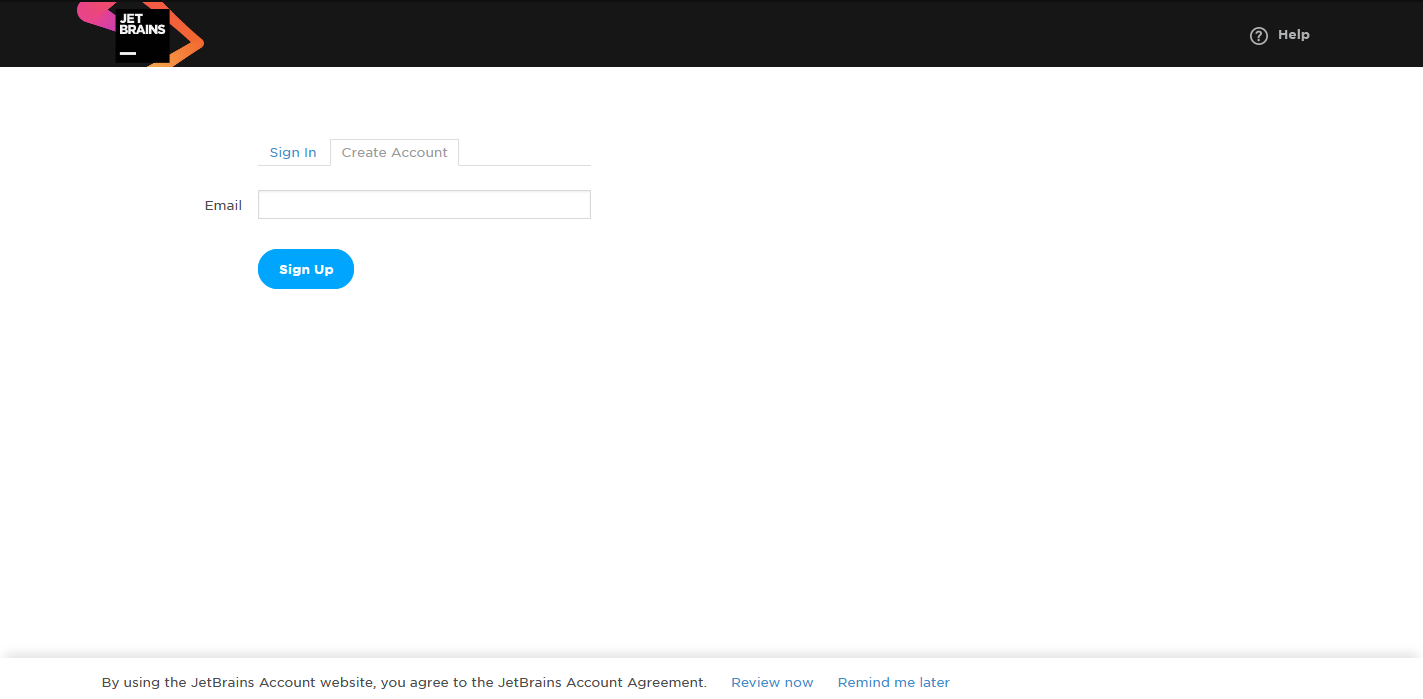 JET
BRAINS
Help
Sign In
Create Account
Email
Sign Up
By using the JetBrains Account website, you agree to the JetBrains Account Agreement. Review now Remind me later